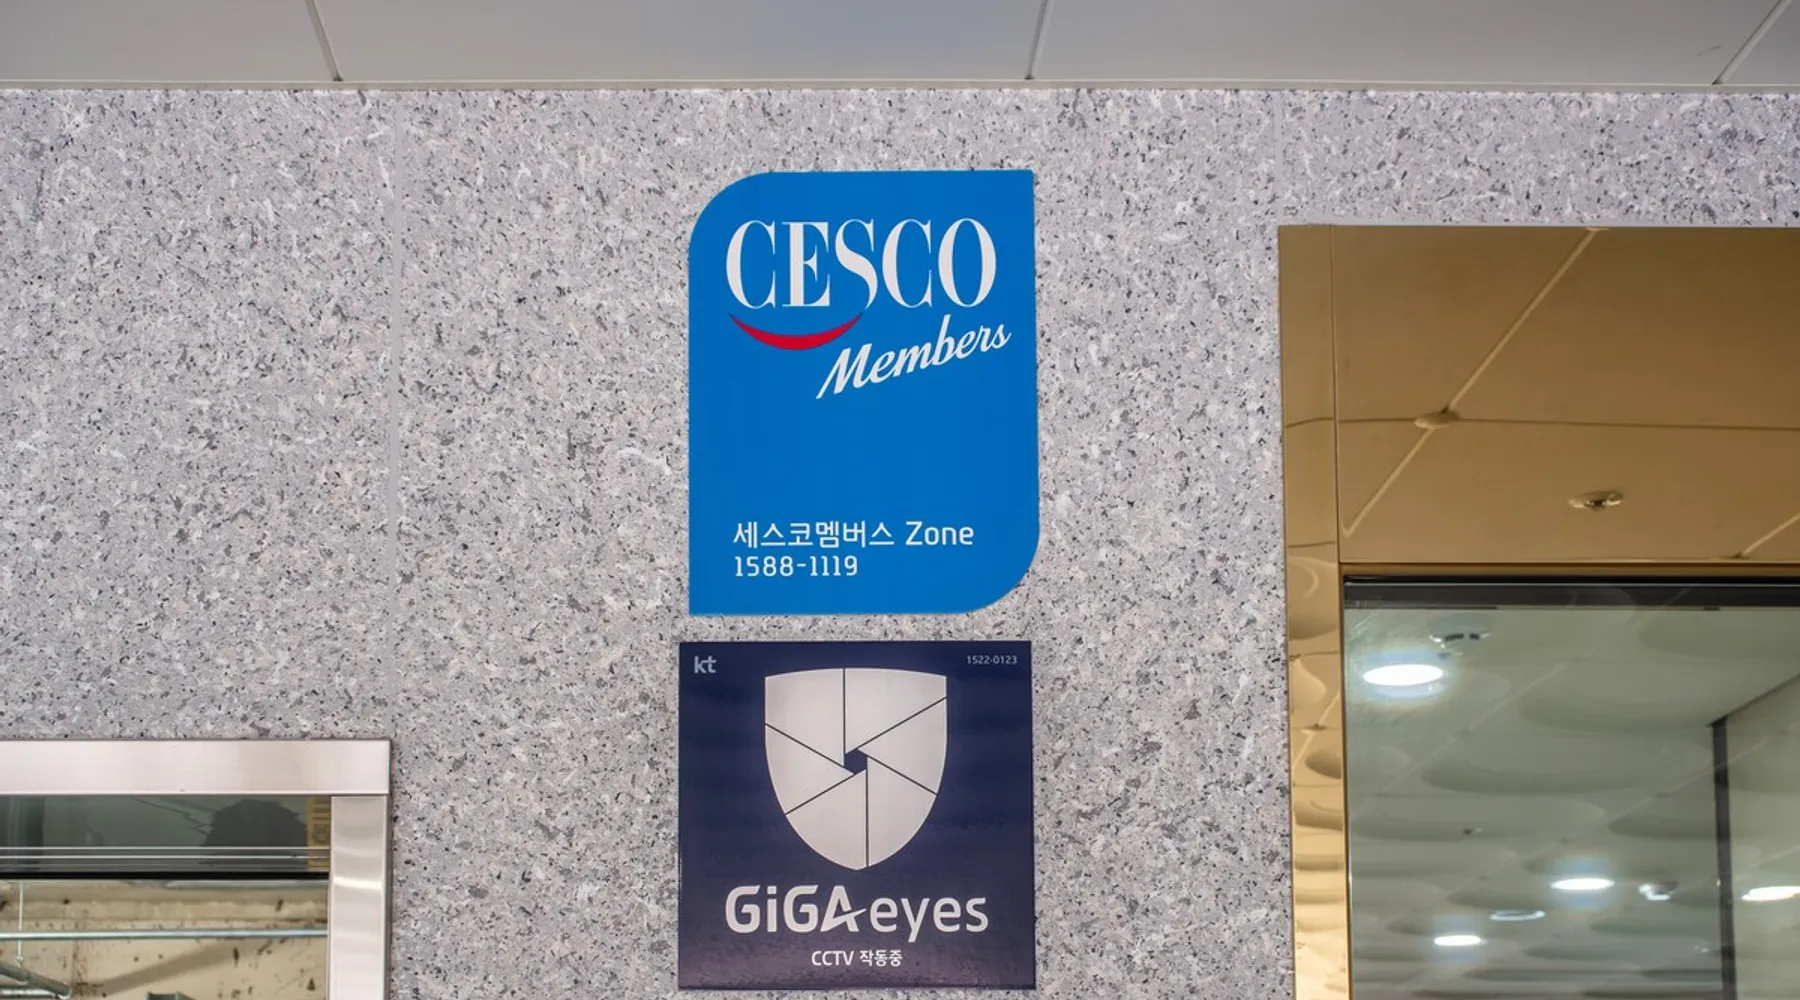 CESCO
Members
세스코멤버스 Zone
1588-1119
kt
1522-0123
GiGAeyes
CCTV 작동중